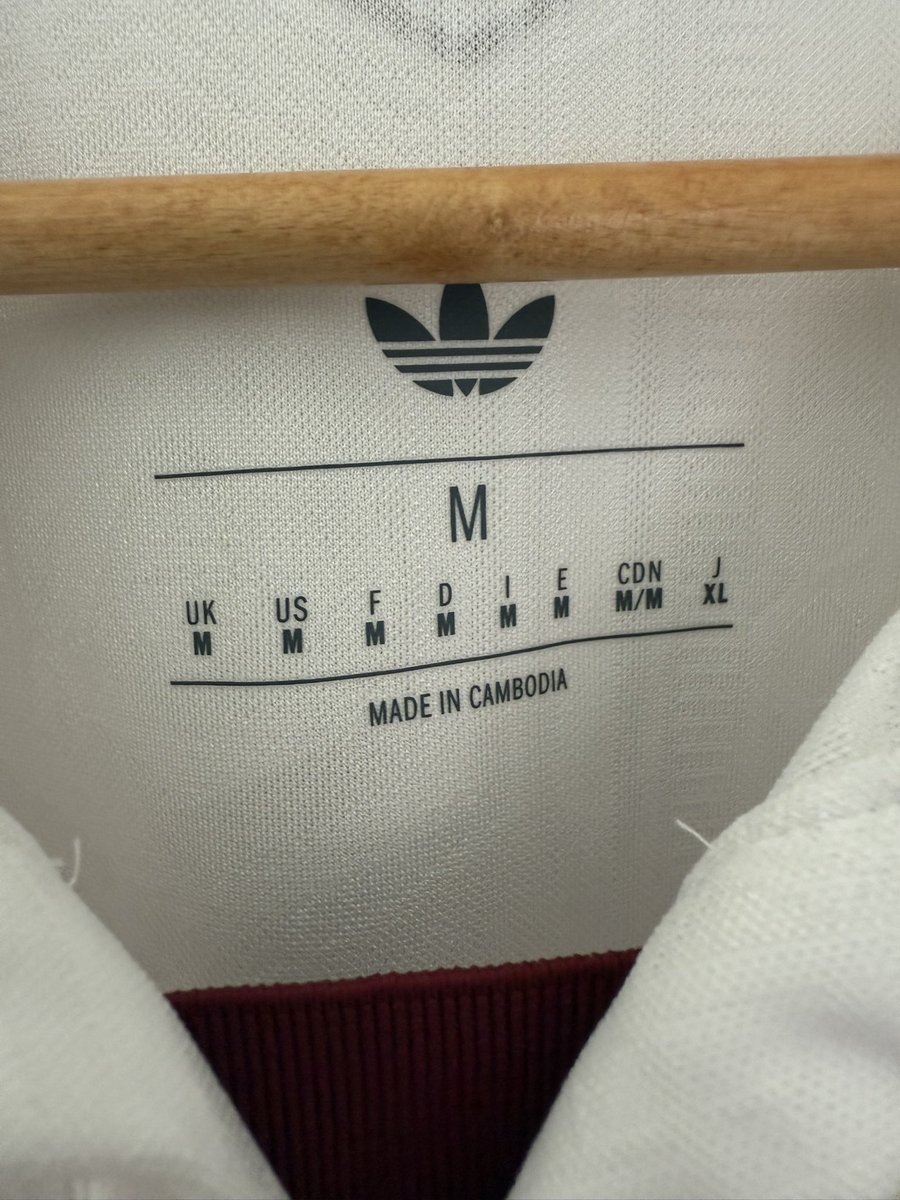 M
UK US F D I E CDN J
M M M M M M M/M XL
MADE IN CAMBODIA